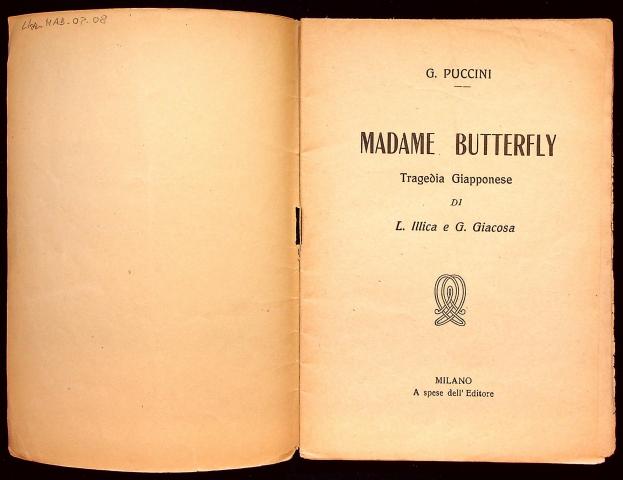 G. PUCCINI
MADAME BUTTERFLY
Tragedia Giapponese
DI
L. Illica e G. Giacosa
MILANO
A spese dell' Editore